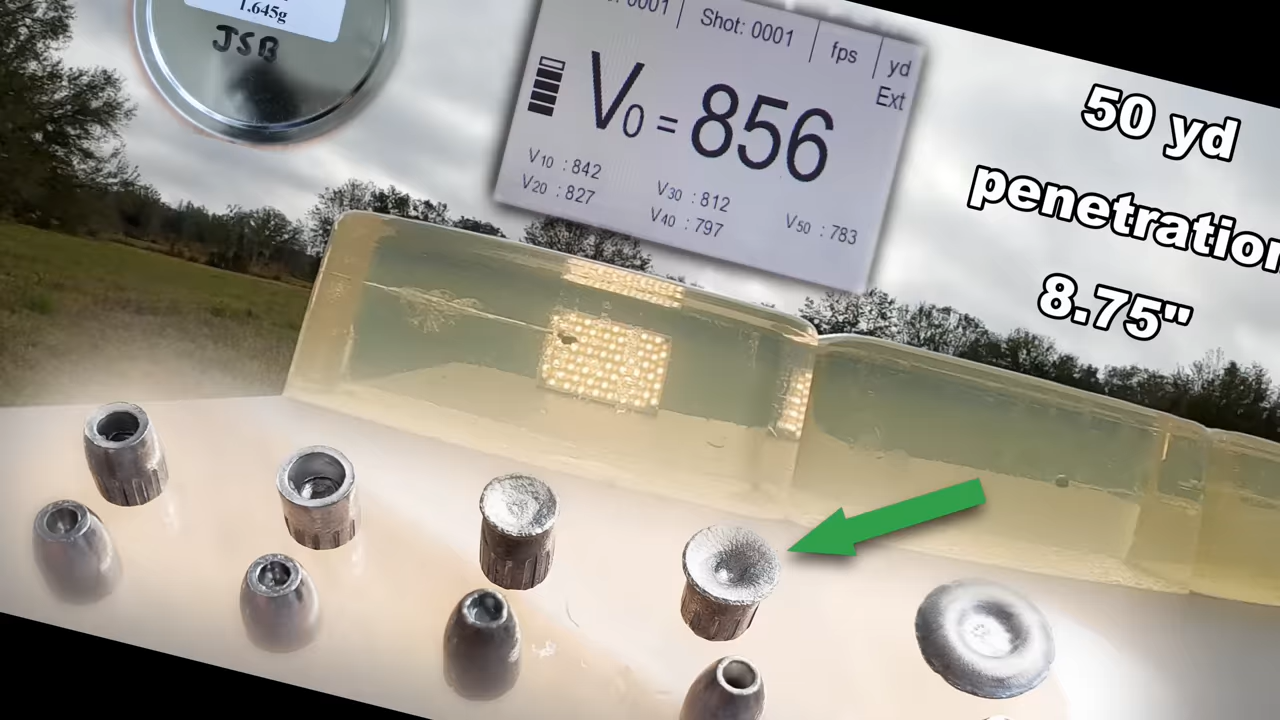 1.645g
JSB
0001
Shot: 0001
fps
yd
Ext
V0 = 856
V10 : 842
V20 : 827
V30 : 812
V40 : 797
V50 : 783
50 yd
penetration
8.75"